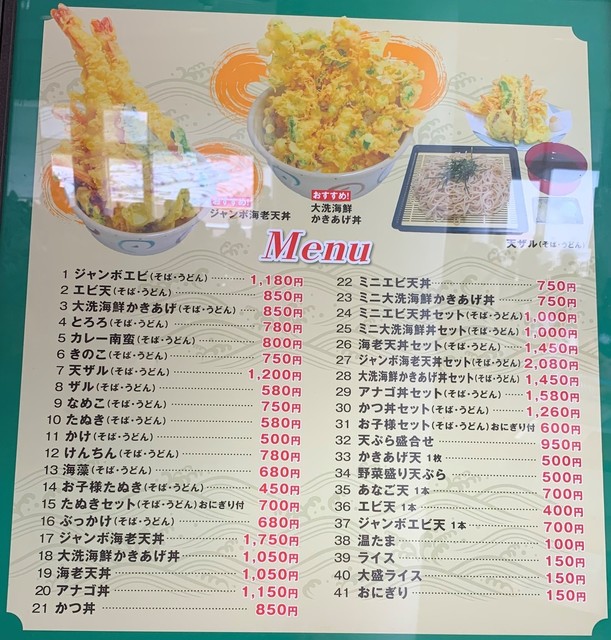 おすすめ!
ジャンボ海老天丼
おすすめ!
大洗海鮮
かきあげ丼
天ザル(そば・うどん)
Menu
1 ジャンボエビ(そば・うどん) 1,180円
2 エビ天(そば・うどん) 850円
3 大洗海鮮かきあげ(そば・うどん) 850円
4 とろろ(そば・うどん) 780円
5 カレー南蛮(そば・うどん) 800円
6 きのこ(そば・うどん) 750円
7 天ザル(そば・うどん) 1,200円
8 ザル(そば・うどん) 580円
9 なめこ(そば・うどん) 750円
10 たぬき(そば・うどん) 580円
11 かけ(そば・うどん) 500円
12 けんちん(そば・うどん) 780円
13 海藻(そば・うどん) 680円
14 お子様たぬき(そば・うどん) 450円
15 たぬきセット(そば・うどん)おにぎり付 700円
16 ぶっかけ(そば・うどん) 680円
17 ジャンボ海老天丼 1,750円
18 大洗海鮮かきあげ丼 1,050円
19 海老天丼 1,050円
20 アナゴ丼 1,150円
21 かつ丼 850円
22 ミニエビ天丼 750円
23 ミニ大洗海鮮かきあげ丼 750円
24 ミニエビ天丼セット(そば・うどん) 1,000円
25 ミニ大洗海鮮丼セット(そば・うどん) 1,000円
26 海老天丼セット(そば・うどん) 1,450円
27 ジャンボ海老天丼セット(そば・うどん) 2,080円
28 大洗海鮮かきあげ丼セット(そば・うどん) 1,450円
29 アナゴ丼セット(そば・うどん) 1,580円
30 かつ丼セット(そば・うどん) 1,260円
31 お子様セット(そば・うどん)おにぎり付 600円
32 天ぷら盛合せ 950円
33 かきあげ天 1枚 500円
34 野菜盛り天ぷら 500円
35 あなご天 1本 700円
36 エビ天 1本 400円
37 ジャンボエビ天 1本 700円
38 温たま 100円
39 ライス 150円
40 大盛ライス 150円
41 おにぎり 150円